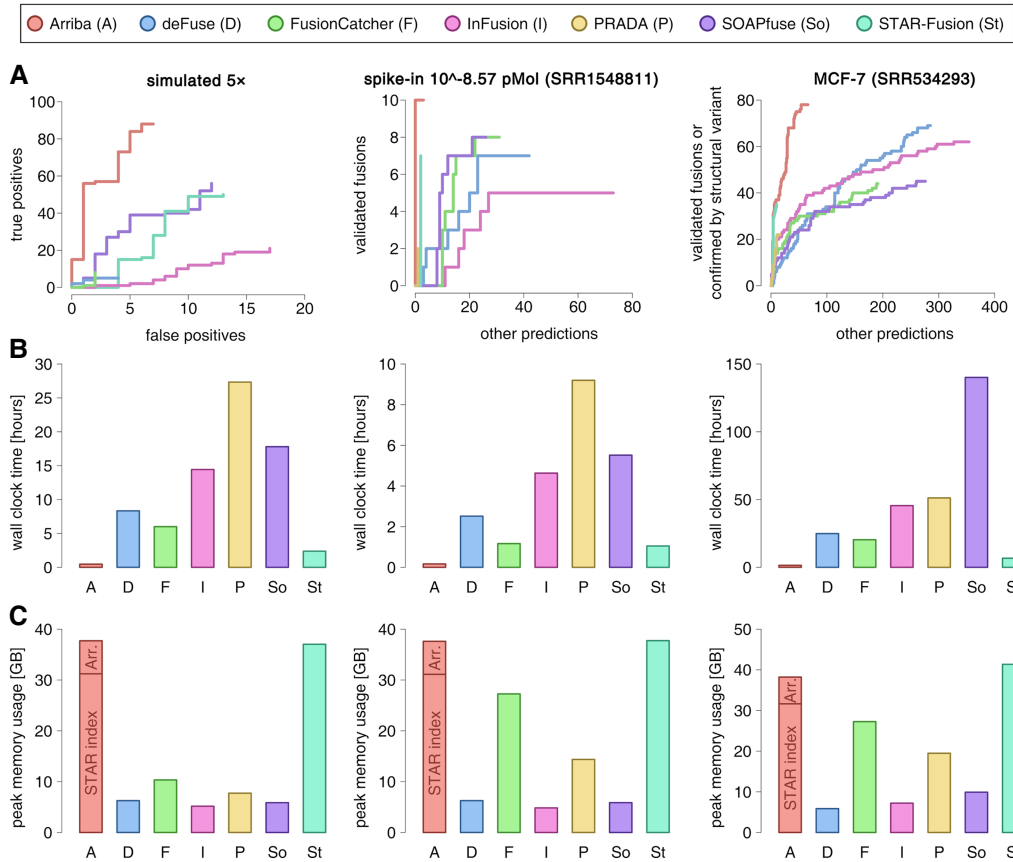 Arriba (A) deFuse (D) FusionCatcher (F) InFusion (I) PRADA (P) SOAPfuse (So) STAR-Fusion (St)
A
simulated 5×
true positives
0 20 40 60 80 100
0 5 10 15 20
false positives
spike-in 10^-8.57 pMol (SRR1548811)
validated fusions
0 2 4 6 8 10
0 20 40 60 80
other predictions
MCF-7 (SRR534293)
validated fusions or
confirmed by structural variant
0 20 40 60 80
0 100 200 300 400
other predictions
B
wall clock time [hours]
0 5 10 15 20 25 30
A D F I P So St
wall clock time [hours]
0 2 4 6 8 10
A D F I P So St
wall clock time [hours]
0 50 100 150
A D F I P So S
C
peak memory usage [GB]
0 10 20 30 40
Arr.
STAR index
A D F I P So St
peak memory usage [GB]
0 10 20 30 40
Arr.
STAR index
A D F I P So St
peak memory usage [GB]
0 10 20 30 40 50
Arr.
STAR index
A D F I P So S